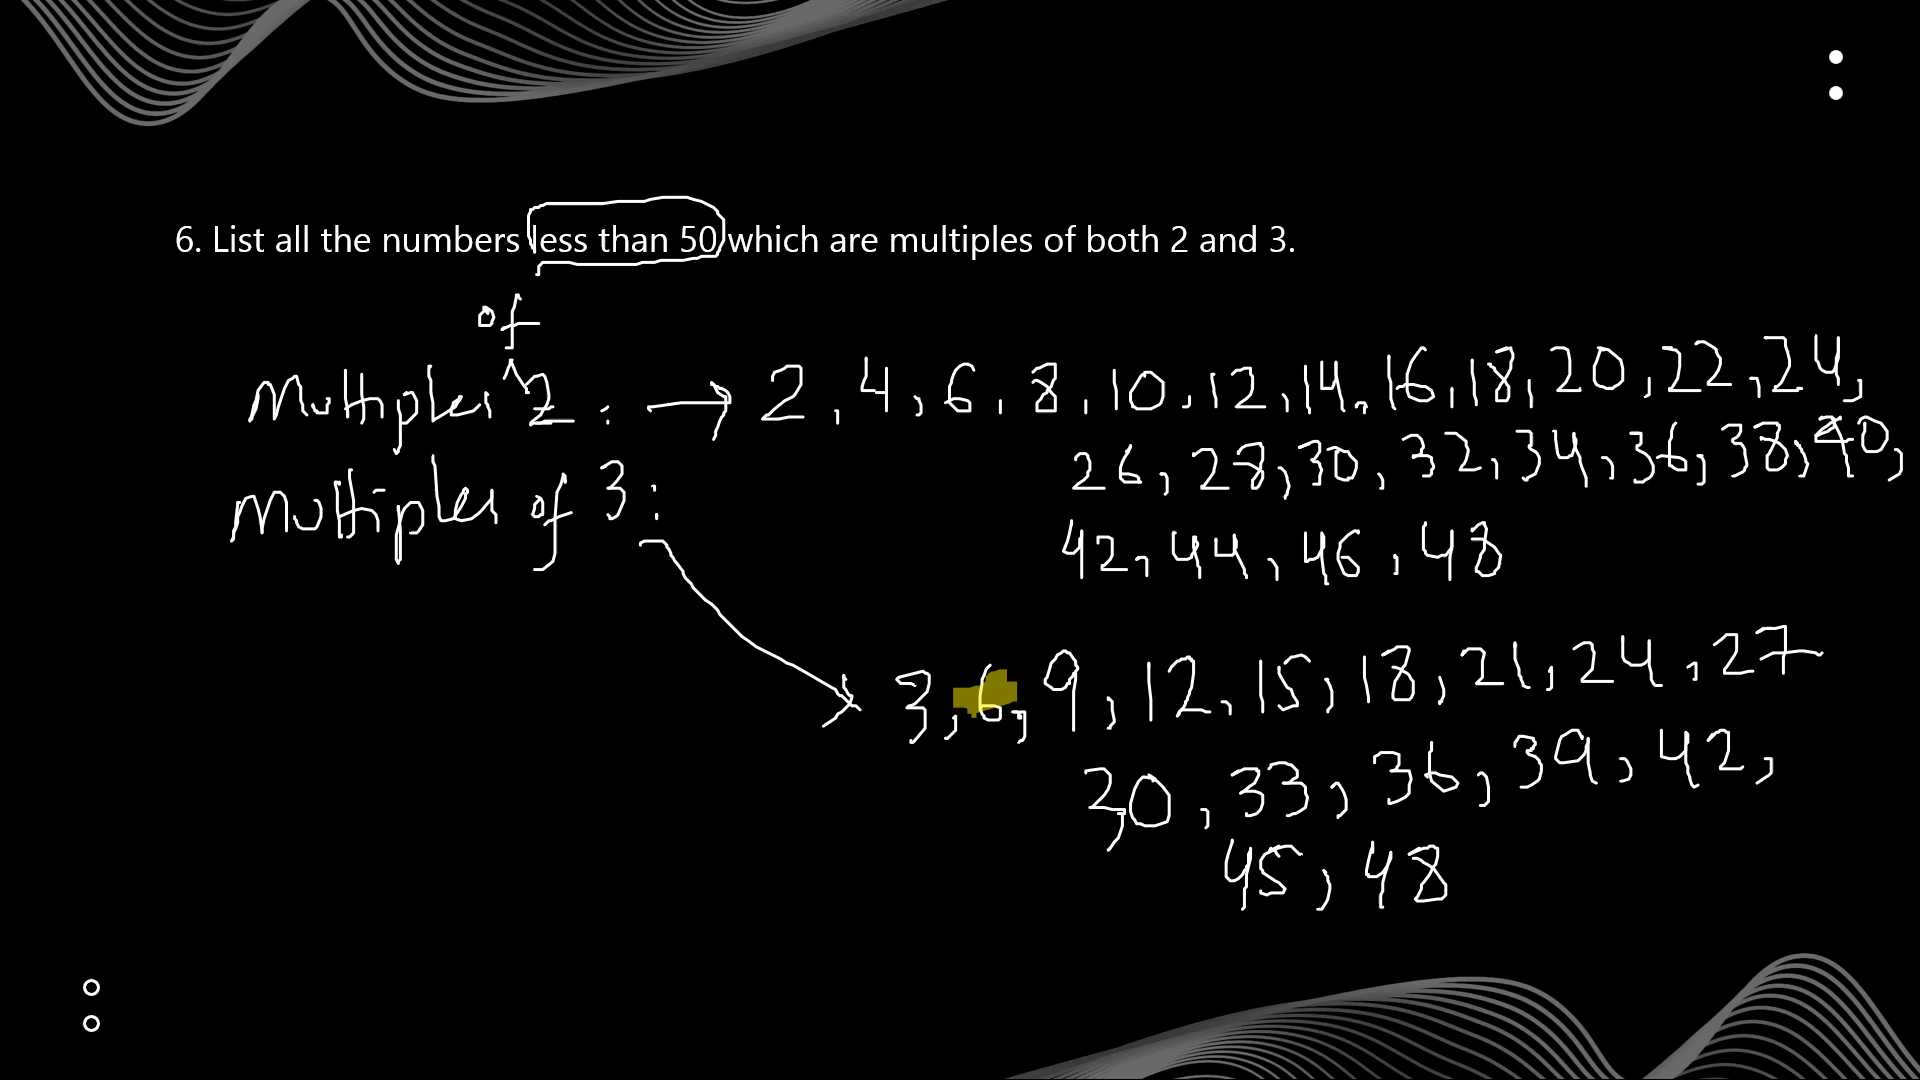 6. List all the numbers less than 50 which are multiples of both 2 and 3.
of
Multiples 2 : → 2, 4, 6, 8, 10, 12, 14, 16, 18, 20, 22, 24,
26, 28, 30, 32, 34, 36, 38, 40,
42, 44, 46, 48
Multiples of 3 :
3, 6, 9, 12, 15, 18, 21, 24, 27
30, 33, 36, 39, 42,
45, 48